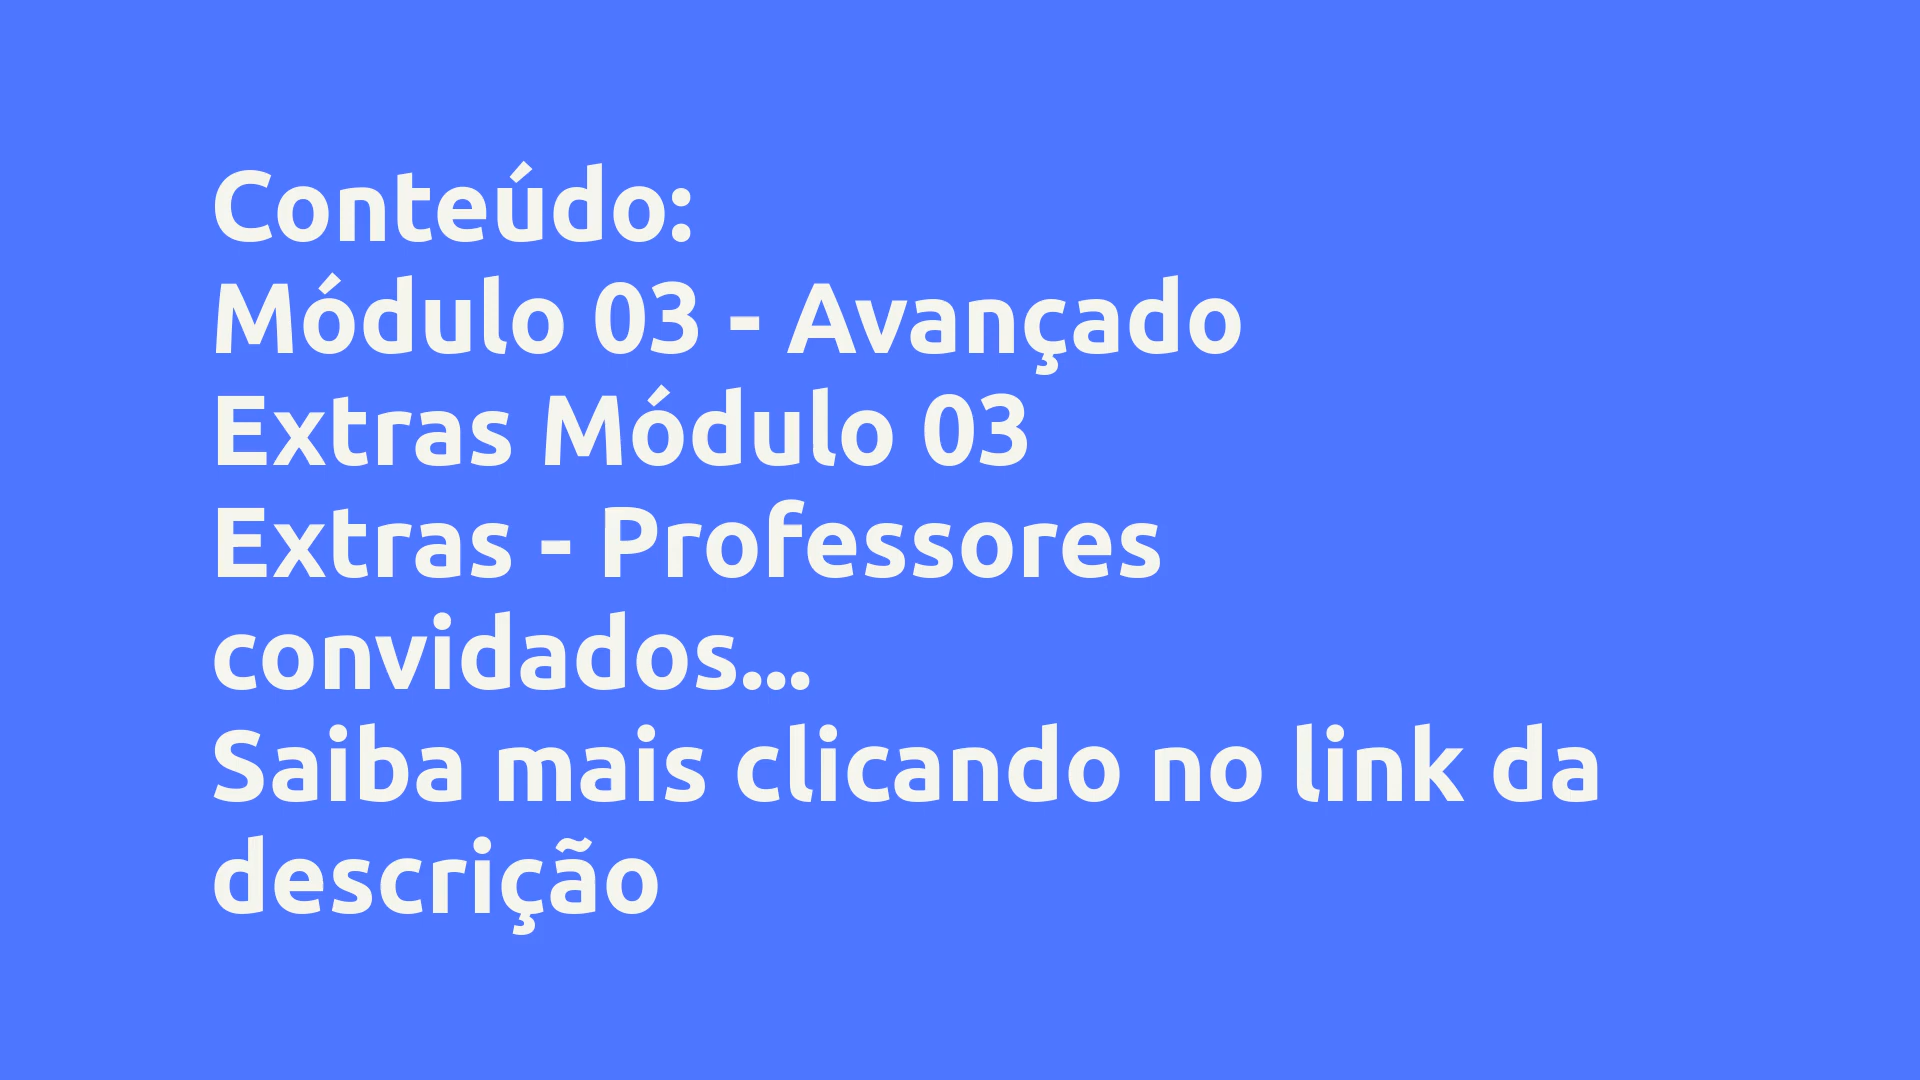 Conteúdo:
Módulo 03 - Avançado
Extras Módulo 03
Extras - Professores
convidados...
Saiba mais clicando no link da
descrição